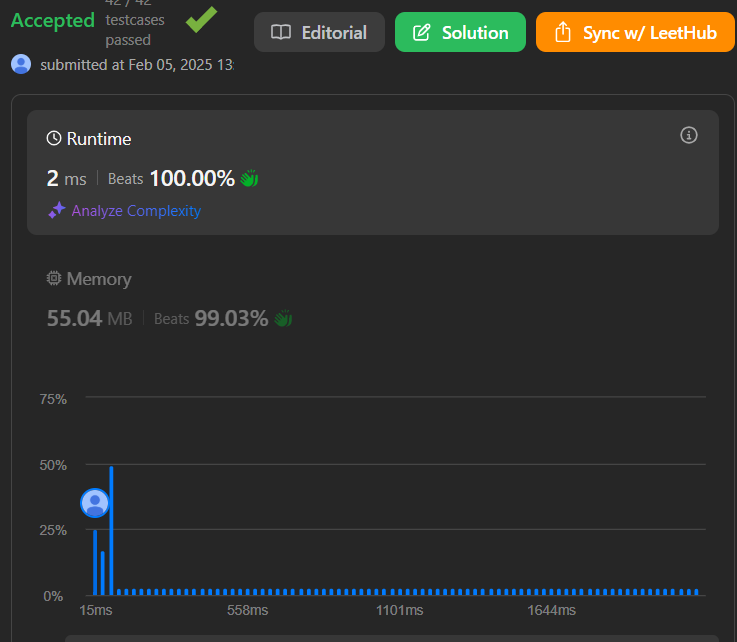 Accepted
42 / 42
testcases
passed
Editorial
Solution
Sync w/ LeetHub
submitted at Feb 05, 2025 13:
Runtime
2 ms | Beats 100.00%
Analyze Complexity
Memory
55.04 MB | Beats 99.03%
75%
50%
25%
0%
15ms 558ms 1101ms 1644ms